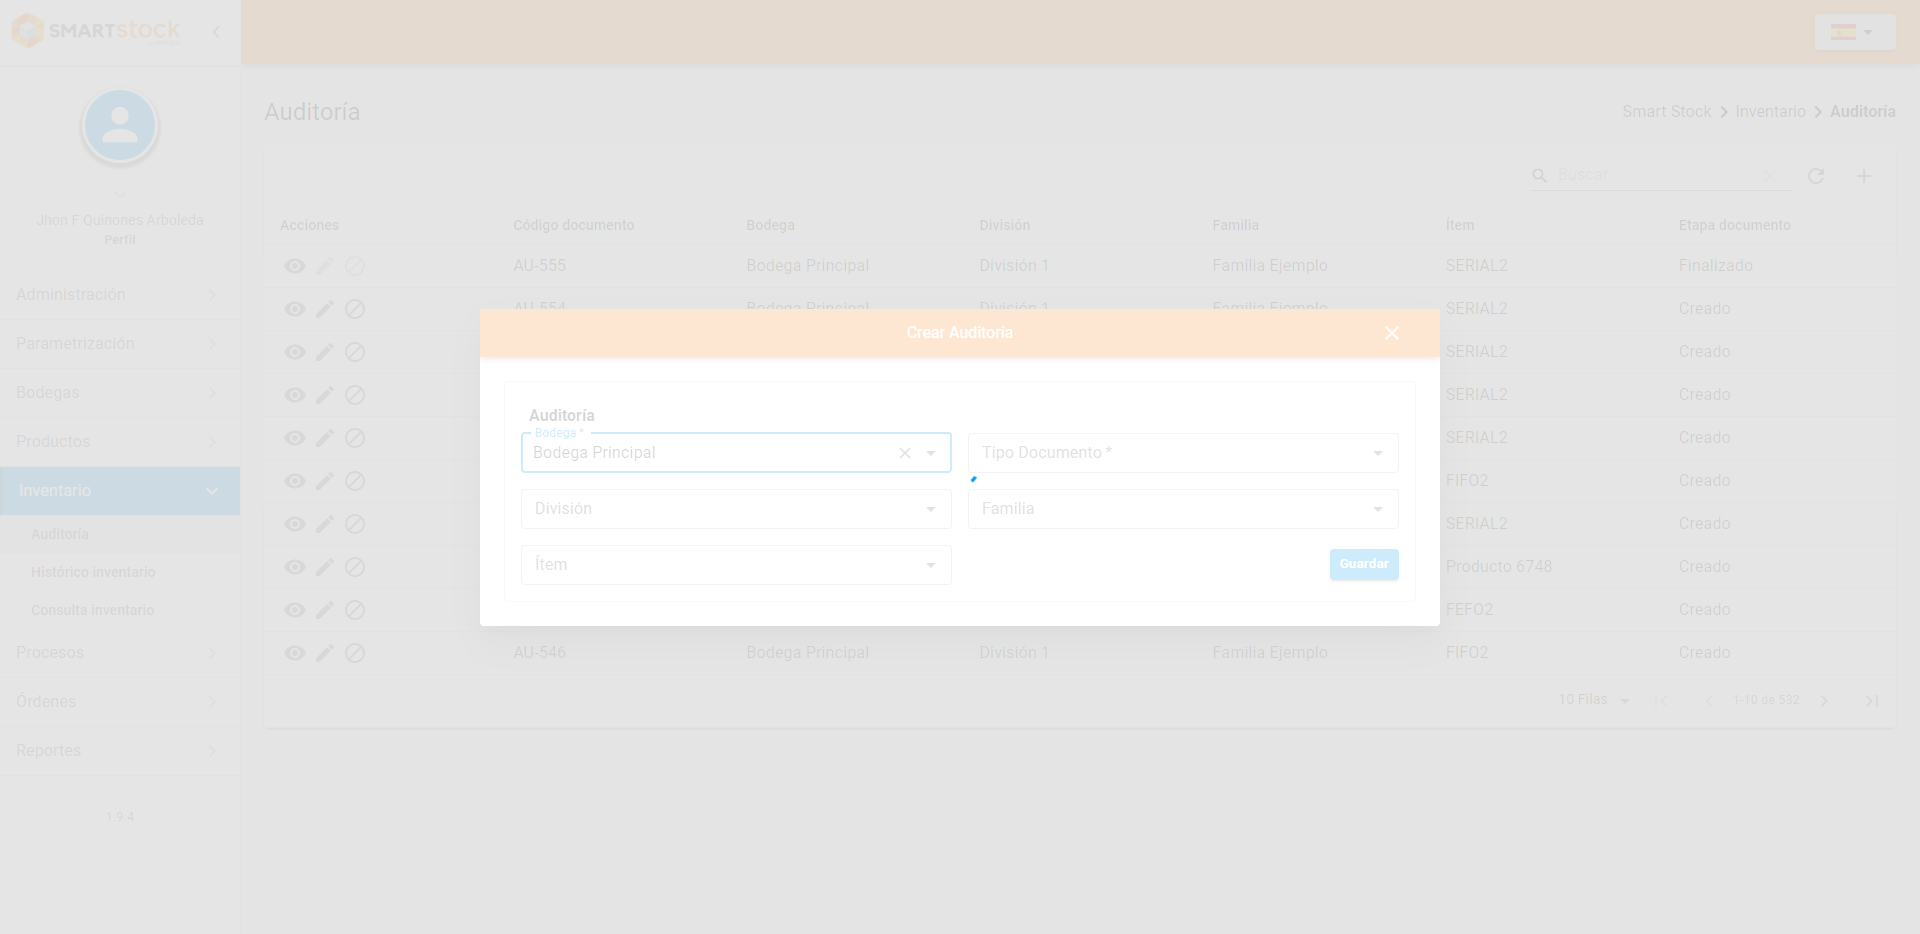 SMARTstock
Auditoría
Smart Stock > Inventario > Auditoría
Buscar
Jhon F Quinones Arboleda
Perfil
Administración
Parametrización
Bodegas
Productos
Inventario
Auditoría
Histórico inventario
Consulta inventario
Procesos
Órdenes
Reportes
1.9.4
Acciones Código documento Bodega División Familia Ítem Etapa documento
AU-555 Bodega Principal División 1 Familia Ejemplo SERIAL2 Finalizado
AU-554 Bodega Principal División 1 Familia Ejemplo SERIAL2 Creado
SERIAL2 Creado
SERIAL2 Creado
SERIAL2 Creado
FIFO2 Creado
SERIAL2 Creado
Producto 6748 Creado
FEFO2 Creado
AU-546 Bodega Principal División 1 Familia Ejemplo FIFO2 Creado
10 Filas 1-10 de 532
Crear Auditoría
Auditoría
Bodega *
Bodega Principal
Tipo Documento *
División
Familia
Ítem
Guardar